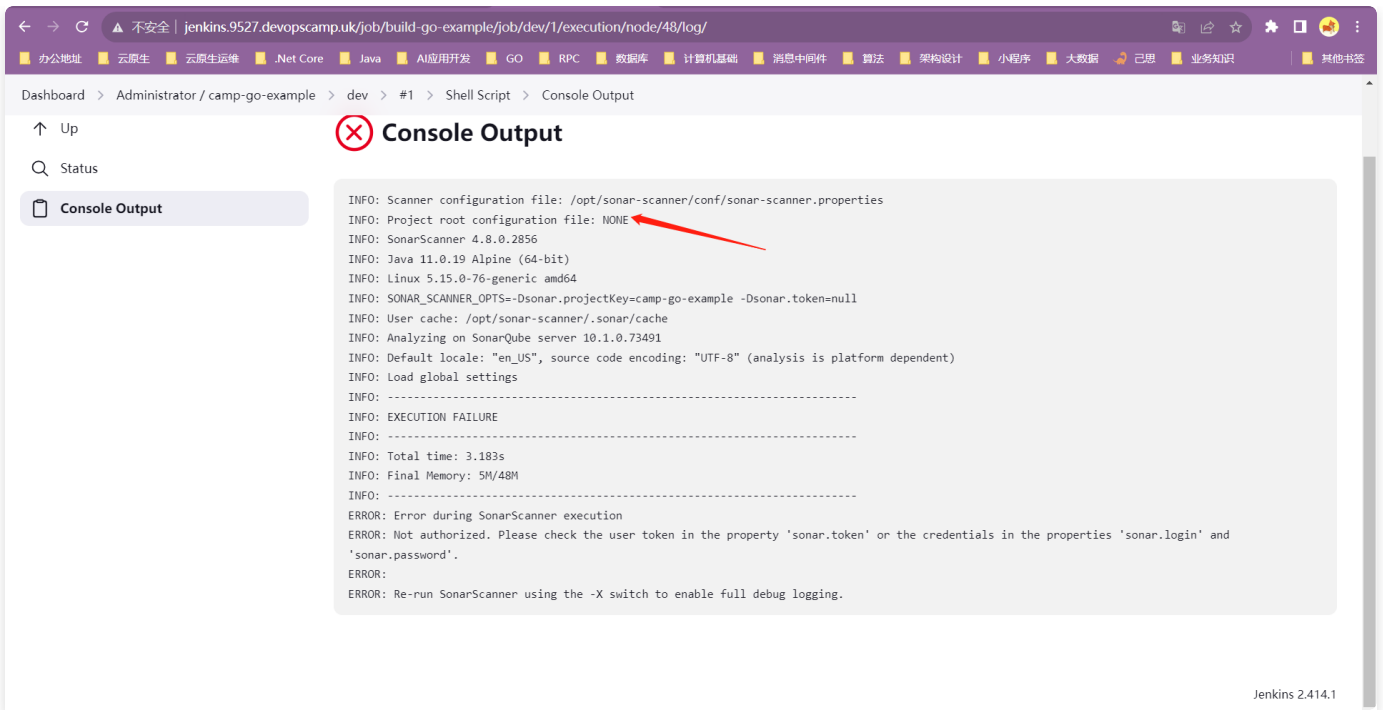 不安全 jenkins.9527.devopscamp.uk/job/build-go-example/job/dev/1/execution/node/48/log/
办公地址 云原生 云原生运维 .Net Core Java AI应用开发 GO RPC 数据库 计算机基础 消息中间件 算法 架构设计 小程序 大数据 己思 业务知识 其他书签
Dashboard > Administrator / camp-go-example > dev > #1 > Shell Script > Console Output
Up
Status
Console Output
Console Output
INFO: Scanner configuration file: /opt/sonar-scanner/conf/sonar-scanner.properties
INFO: Project root configuration file: NONE
INFO: SonarScanner 4.8.0.2856
INFO: Java 11.0.19 Alpine (64-bit)
INFO: Linux 5.15.0-76-generic amd64
INFO: SONAR_SCANNER_OPTS=-Dsonar.projectKey=camp-go-example -Dsonar.token=null
INFO: User cache: /opt/sonar-scanner/.sonar/cache
INFO: Analyzing on SonarQube server 10.1.0.73491
INFO: Default locale: "en_US", source code encoding: "UTF-8" (analysis is platform dependent)
INFO: Load global settings
INFO: ------------------------------------------------------------------------
INFO: EXECUTION FAILURE
INFO: ------------------------------------------------------------------------
INFO: Total time: 3.183s
INFO: Final Memory: 5M/48M
INFO: ------------------------------------------------------------------------
ERROR: Error during SonarScanner execution
ERROR: Not authorized. Please check the user token in the property 'sonar.token' or the credentials in the properties 'sonar.login' and
'sonar.password'.
ERROR:
ERROR: Re-run SonarScanner using the -X switch to enable full debug logging.
Jenkins 2.414.1